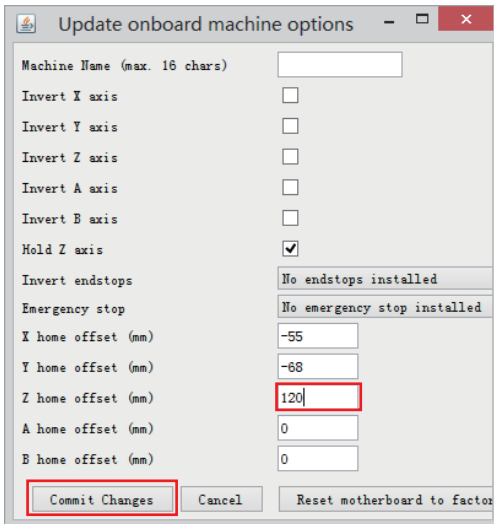 Update onboard machine options
Machine Name (max. 16 chars)
Invert X axis
Invert Y axis
Invert Z axis
Invert A axis
Invert B axis
Hold Z axis
Invert endstops No endstops installed
Emergency stop No emergency stop installed
X home offset (mm) -55
Y home offset (mm) -68
Z home offset (mm) 120
A home offset (mm) 0
B home offset (mm) 0
Commit Changes Cancel Reset motherboard to factor